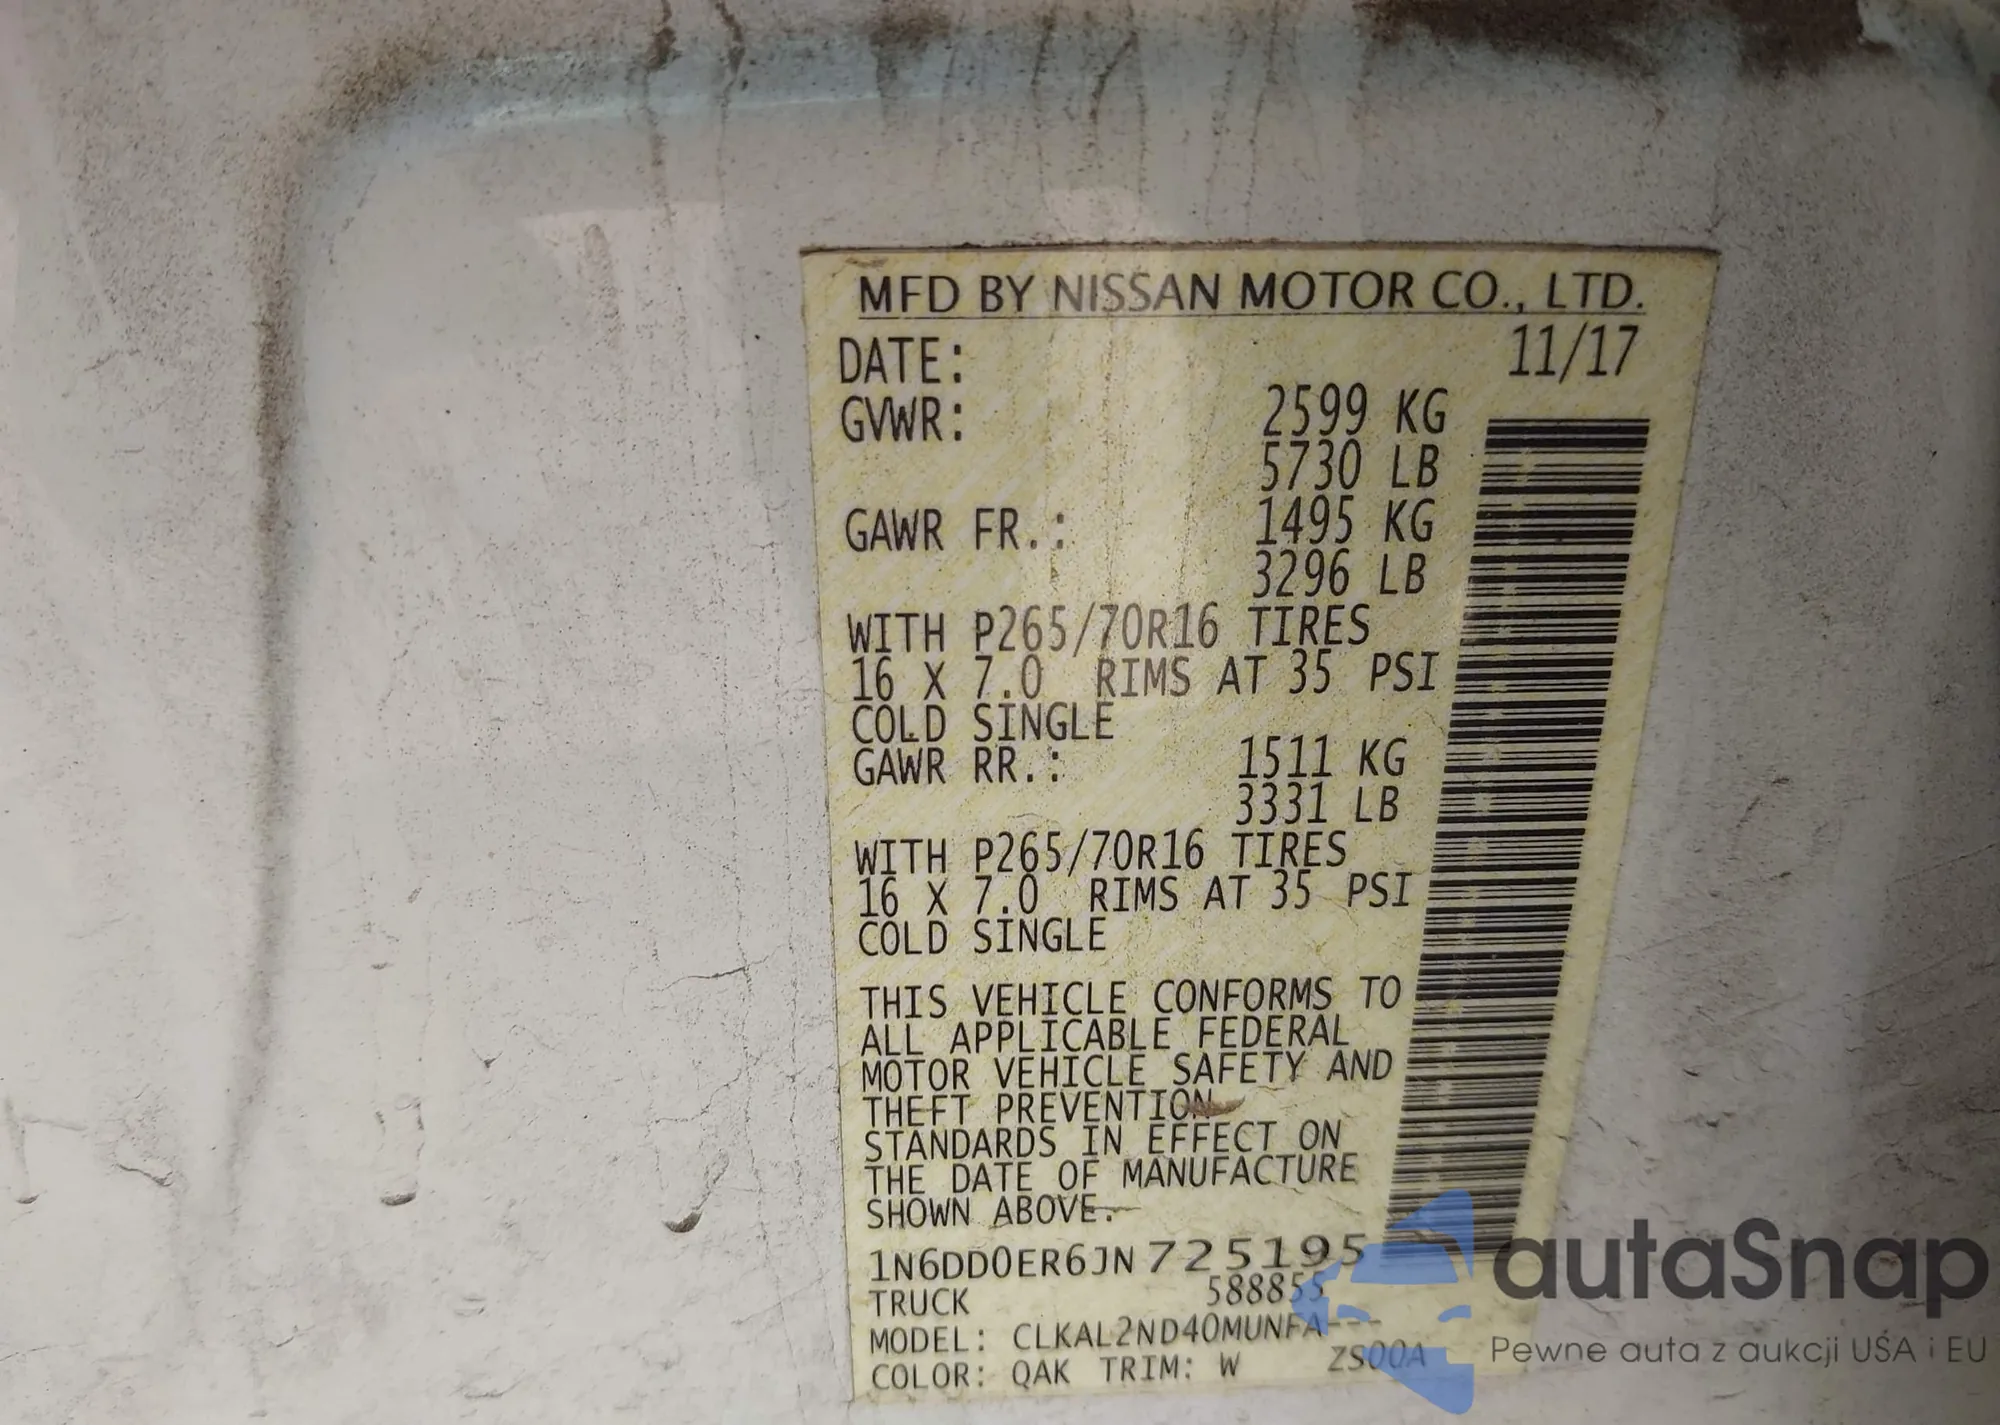 MFD BY NISSAN MOTOR CO., LTD.
DATE: 11/17
GVWR: 2599 KG
5730 LB
GAWR FR.: 1495 KG
3296 LB
WITH P265/70R16 TIRES
16 X 7.0 RIMS AT 35 PSI
COLD SINGLE
GAWR RR.: 1511 KG
3331 LB
WITH P265/70R16 TIRES
16 X 7.0 RIMS AT 35 PSI
COLD SINGLE
THIS VEHICLE CONFORMS TO
ALL APPLICABLE FEDERAL
MOTOR VEHICLE SAFETY AND
THEFT PREVENTION
STANDARDS IN EFFECT ON
THE DATE OF MANUFACTURE
SHOWN ABOVE.
1N6DD0ER6JN725195
TRUCK 588855
MODEL: CLKAL2ND40MUNFA---
COLOR: QAK TRIM: W ZS00A
autaSnap
Pewne auta z aukcji USA i EU